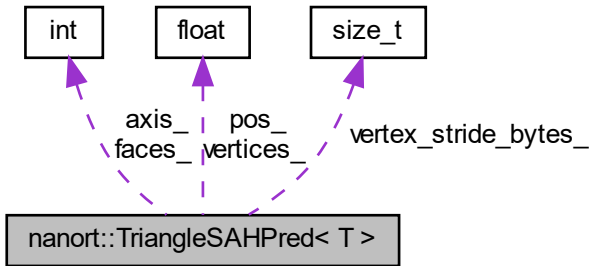 int
float
size_t
axis_
faces_
pos_
vertices_
vertex_stride_bytes_
nanort::TriangleSAHPred< T >